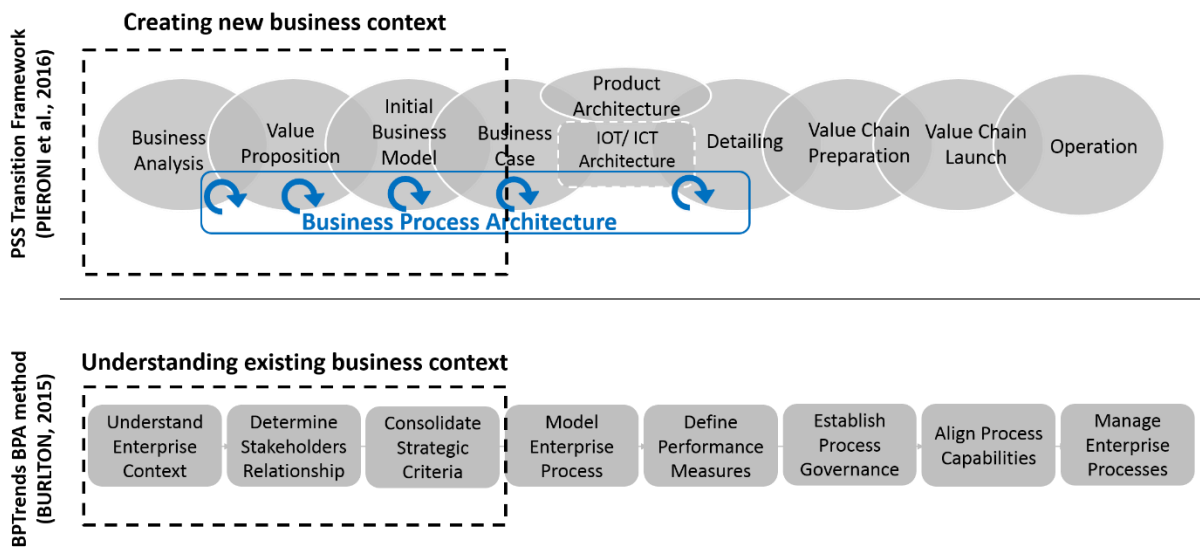 Creating new business context
PSS Transition Framework
(PIERONI et al., 2016)
Business
Analysis
Value
Proposition
Initial
Business
Model
Business
Case
Product
Architecture
IOT/ ICT
Architecture
Detailing
Value Chain
Preparation
Value Chain
Launch
Operation
Business Process Architecture
Understanding existing business context
BPTrends BPA method
(BURLTON, 2015)
Understand
Enterprise
Context
Determine
Stakeholders
Relationship
Consolidate
Strategic
Criteria
Model
Enterprise
Process
Define
Performance
Measures
Establish
Process
Governance
Align Process
Capabilities
Manage
Enterprise
Processes